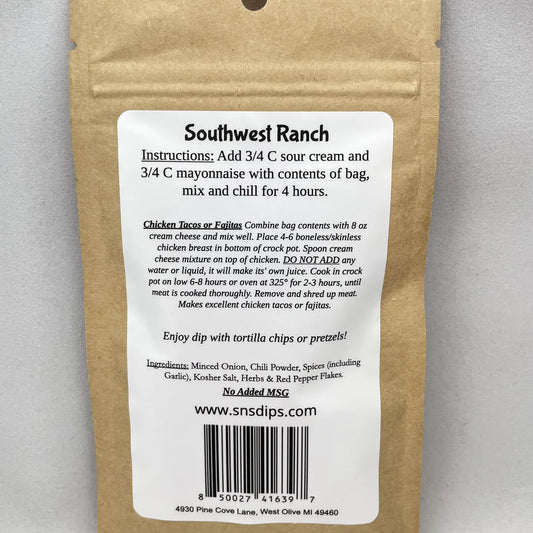 Southwest Ranch
Instructions: Add 3/4 C sour cream and
3/4 C mayonnaise with contents of bag,
mix and chill for 4 hours.
Chicken Tacos or Fajitas Combine bag contents with 8 oz
cream cheese and mix well. Place 4-6 boneless/skinless
chicken breast in bottom of crock pot. Spoon cream
cheese mixture on top of chicken. DO NOT ADD any
water or liquid, it will make its' own juice. Cook in crock
pot on low 6-8 hours or oven at 325° for 2-3 hours, until
meat is cooked thoroughly. Remove and shred up meat.
Makes excellent chicken tacos or fajitas.
Enjoy dip with tortilla chips or pretzels!
Ingredients: Minced Onion, Chili Powder, Spices (including
Garlic), Kosher Salt, Herbs & Red Pepper Flakes.
No Added MSG
www.snsdips.com
8 50027 41639 7
4930 Pine Cove Lane, West Olive MI 49460